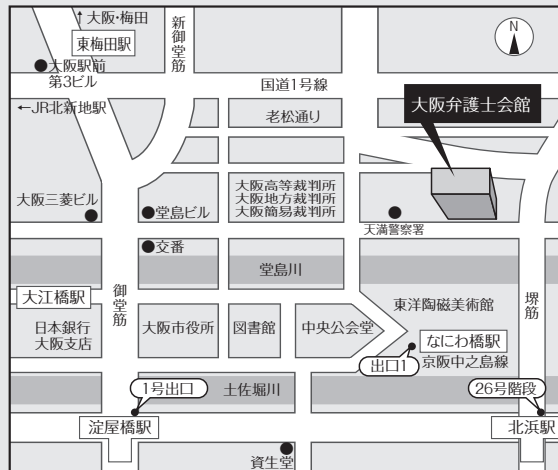 ↑大阪・梅田
東梅田駅
大阪駅前
第3ビル
←JR北新地駅
新御堂筋
N
国道1号線
老松通り
大阪弁護士会館
大阪三菱ビル
堂島ビル
大阪高等裁判所
大阪地方裁判所
大阪簡易裁判所
天満警察署
交番
堂島川
大江橋駅
御堂筋
日本銀行
大阪支店
大阪市役所
図書館
中央公会堂
東洋陶磁美術館
堺筋
なにわ橋駅
京阪中之島線
出口1
1号出口
土佐堀川
26号階段
淀屋橋駅
北浜駅
資生堂